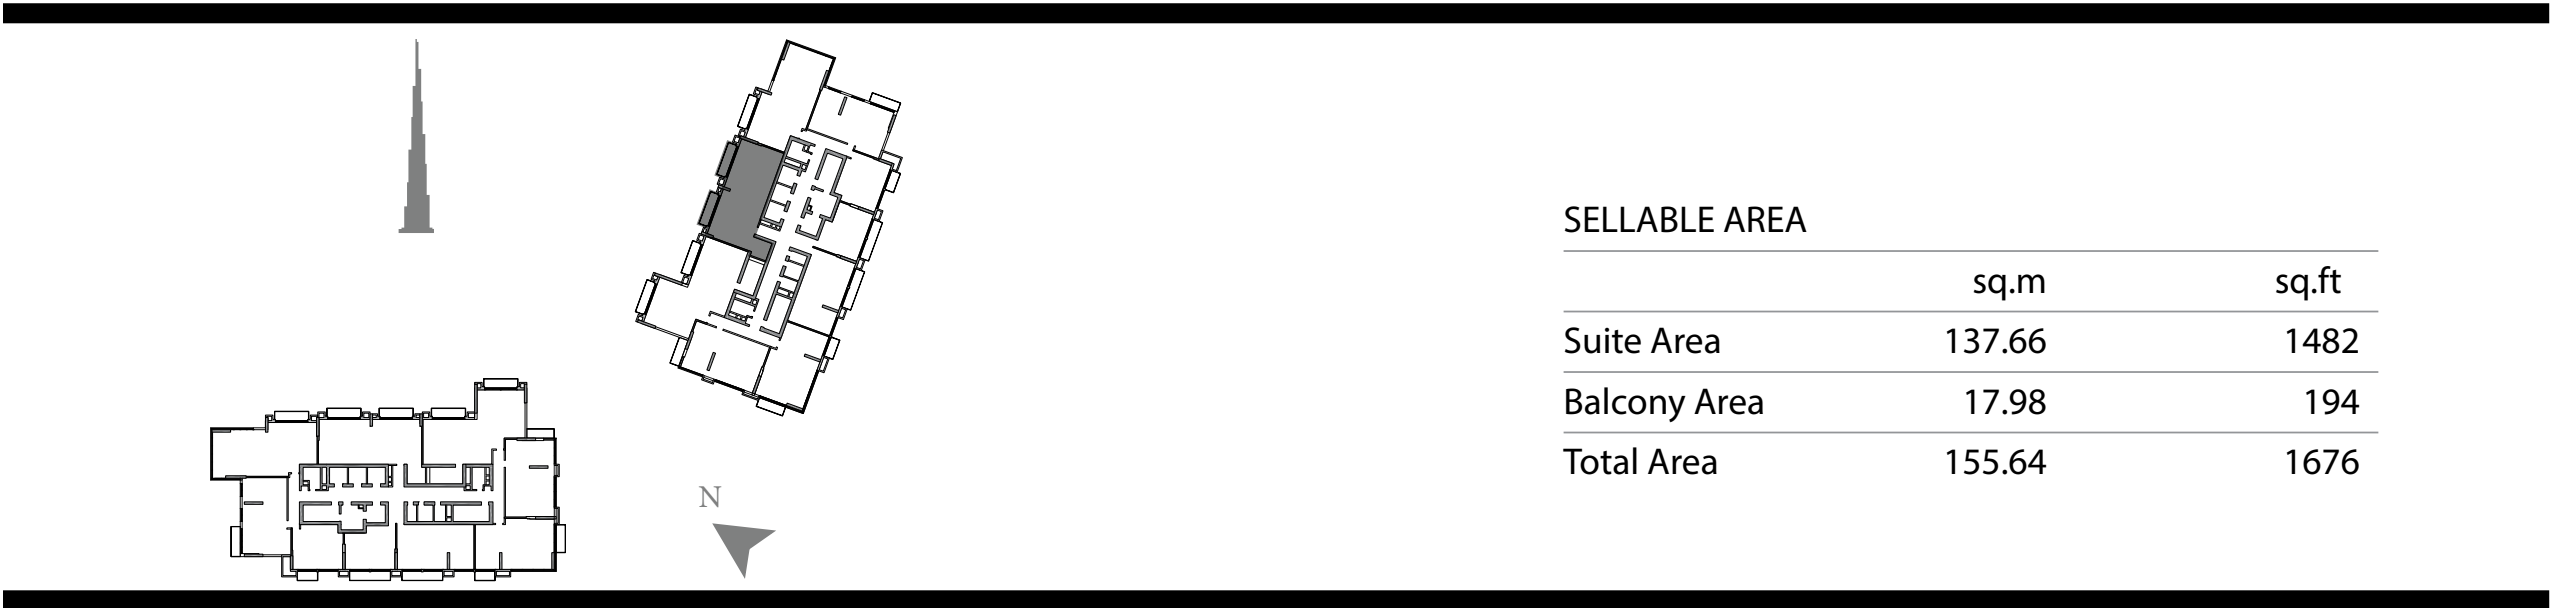 SELLABLE AREA
sq.m sq.ft
Suite Area 137.66 1482
Balcony Area 17.98 194
Total Area 155.64 1676
N